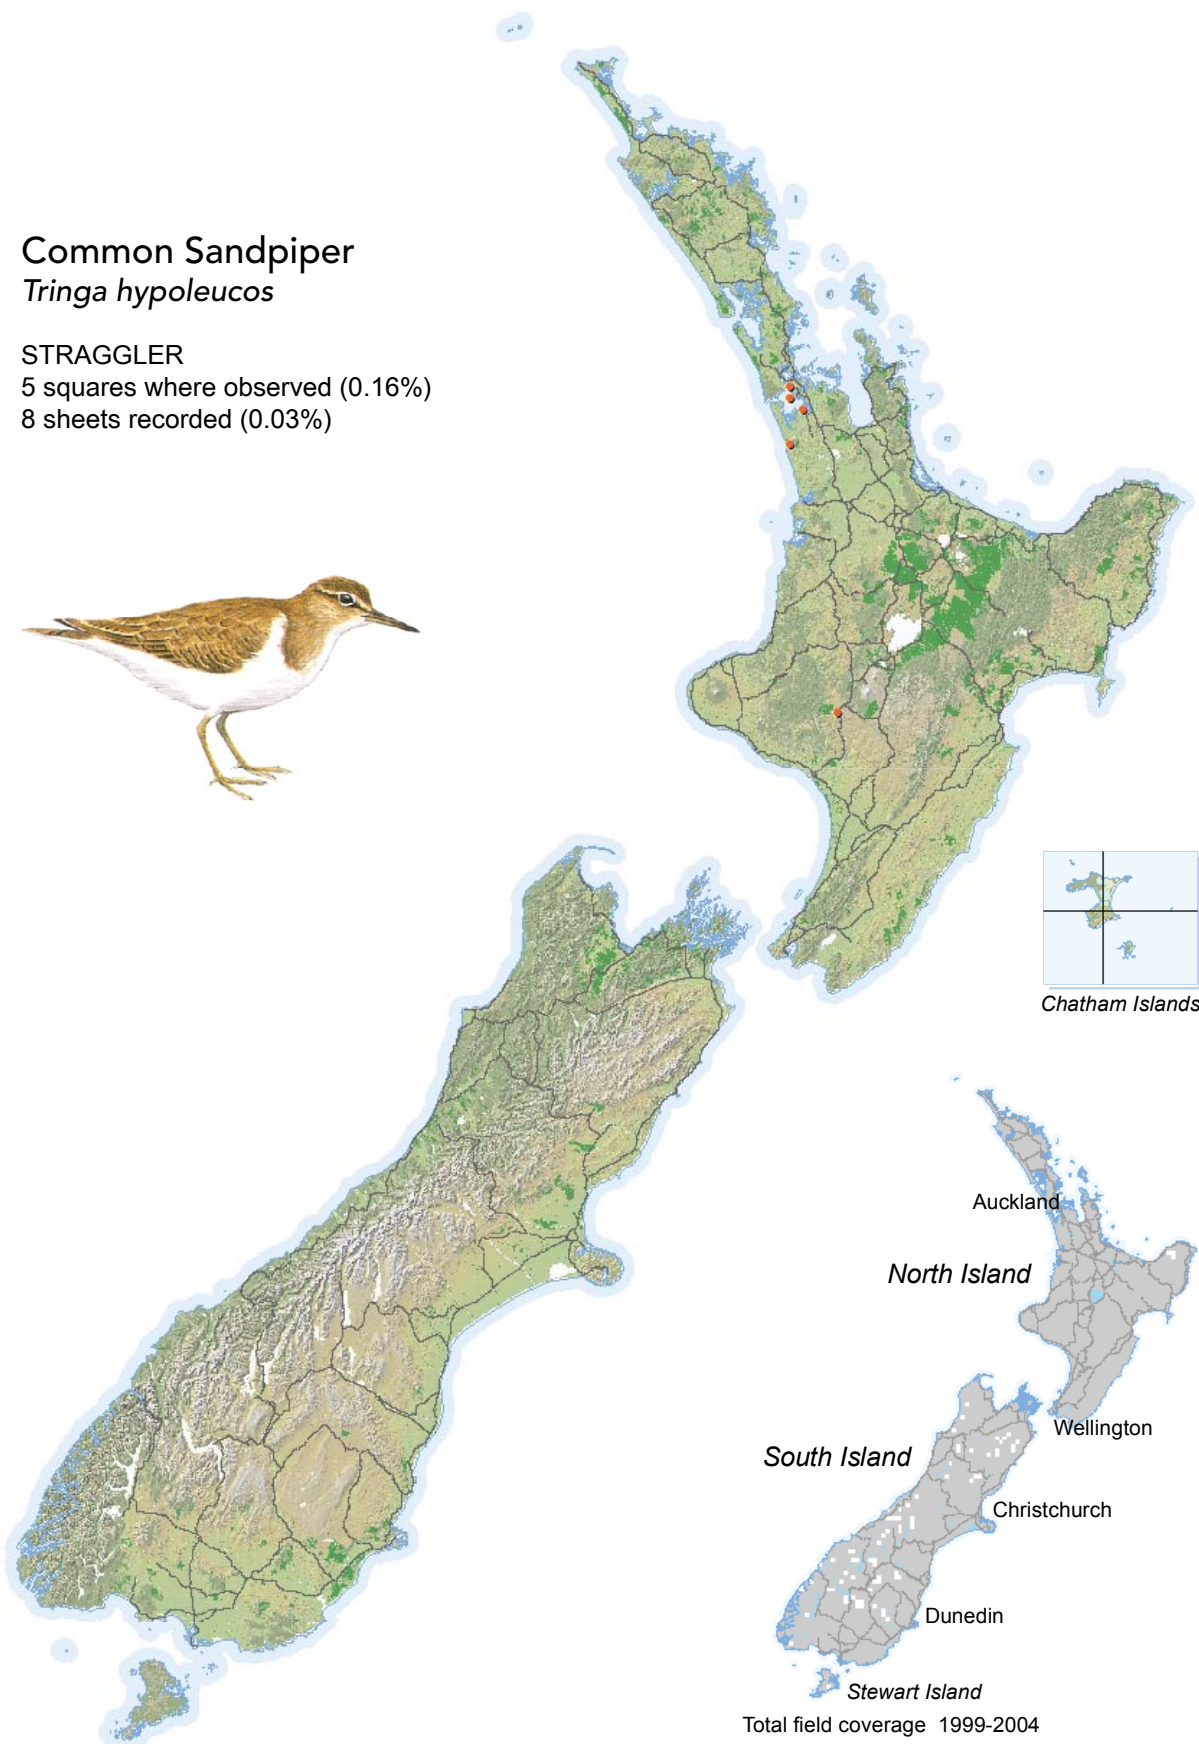 Common Sandpiper
Tringa hypoleucos
STRAGGLER
5 squares where observed (0.16%)
8 sheets recorded (0.03%)
Chatham Islands
Auckland
North Island
Wellington
South Island
Christchurch
Dunedin
Stewart Island
Total field coverage 1999-2004